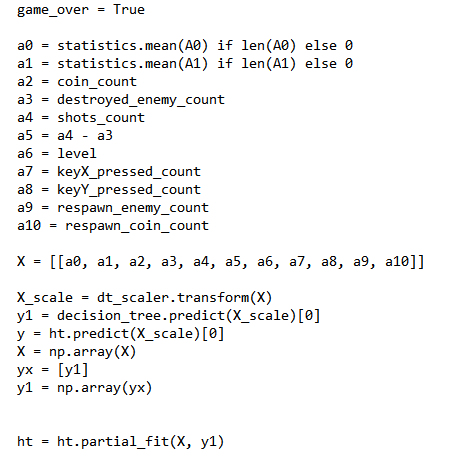 game_over = True
a0 = statistics.mean(A0) if len(A0) else 0
a1 = statistics.mean(A1) if len(A1) else 0
a2 = coin_count
a3 = destroyed_enemy_count
a4 = shots_count
a5 = a4 - a3
a6 = level
a7 = keyX_pressed_count
a8 = keyY_pressed_count
a9 = respawn_enemy_count
a10 = respawn_coin_count
X = [[a0, a1, a2, a3, a4, a5, a6, a7, a8, a9, a10]]
X_scale = dt_scaler.transform(X)
y1 = decision_tree.predict(X_scale)[0]
y = ht.predict(X_scale)[0]
X = np.array(X)
yx = [y1]
y1 = np.array(yx)
ht = ht.partial_fit(X, y1)